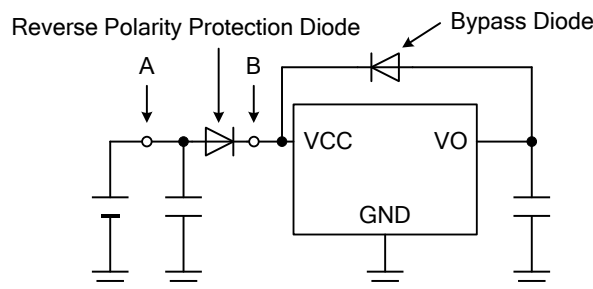 Reverse Polarity Protection Diode
Bypass Diode
A
B
VCC
VO
GND